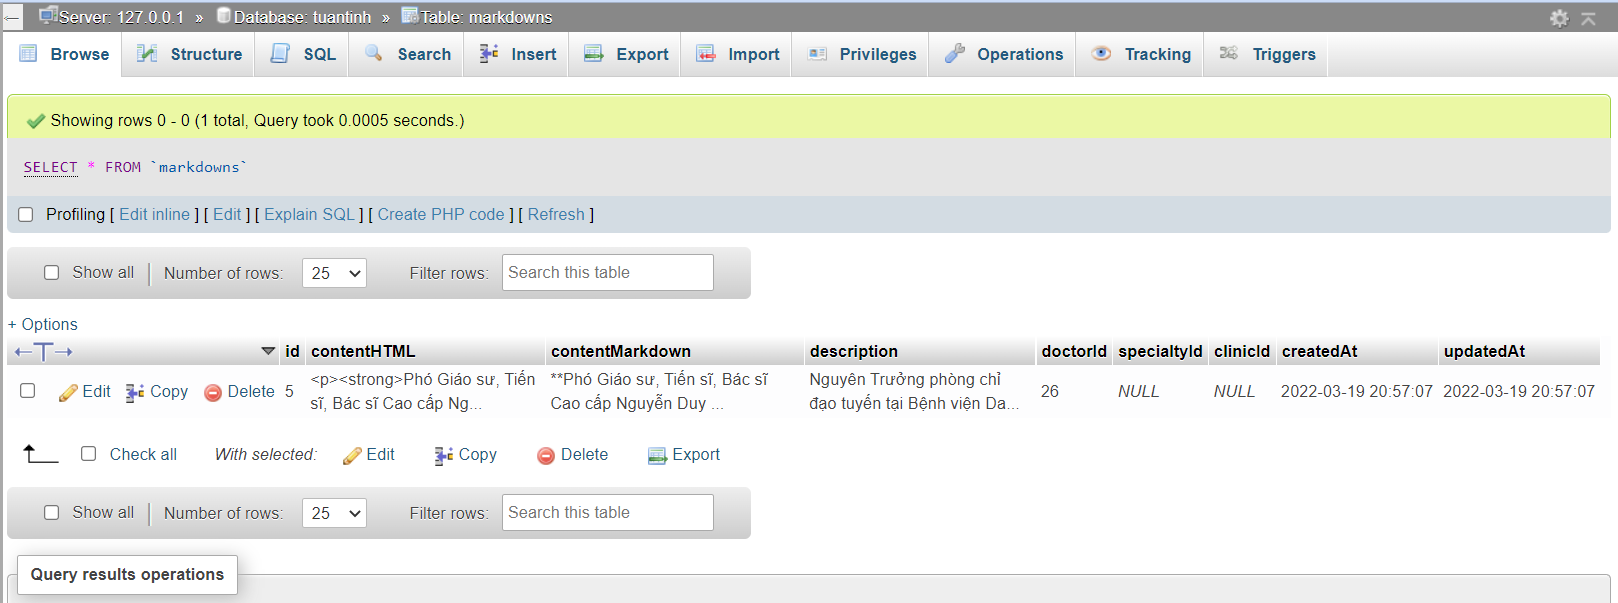 Server: 127.0.0.1 » Database: tuantinh » Table: markdowns
Browse Structure SQL Search Insert Export Import Privileges Operations Tracking Triggers
Showing rows 0 - 0 (1 total, Query took 0.0005 seconds.)
SELECT * FROM `markdowns`
Profiling [ Edit inline ] [ Edit ] [ Explain SQL ] [ Create PHP code ] [ Refresh ]
Show all Number of rows: 25 Filter rows: Search this table
+ Options
id contentHTML contentMarkdown description doctorId specialtyId clinicId createdAt updatedAt
<p><strong>Phó Giáo sư, Tiến **Phó Giáo sư, Tiến sĩ, Bác sĩ Nguyên Trưởng phòng chỉ
Edit Copy Delete 5 26 NULL NULL 2022-03-19 20:57:07 2022-03-19 20:57:07
sĩ, Bác sĩ Cao cấp Ng... Cao cấp Nguyễn Duy ... đạo tuyến tại Bệnh viện Da...
Check all With selected: Edit Copy Delete Export
Show all Number of rows: 25 Filter rows: Search this table
Query results operations